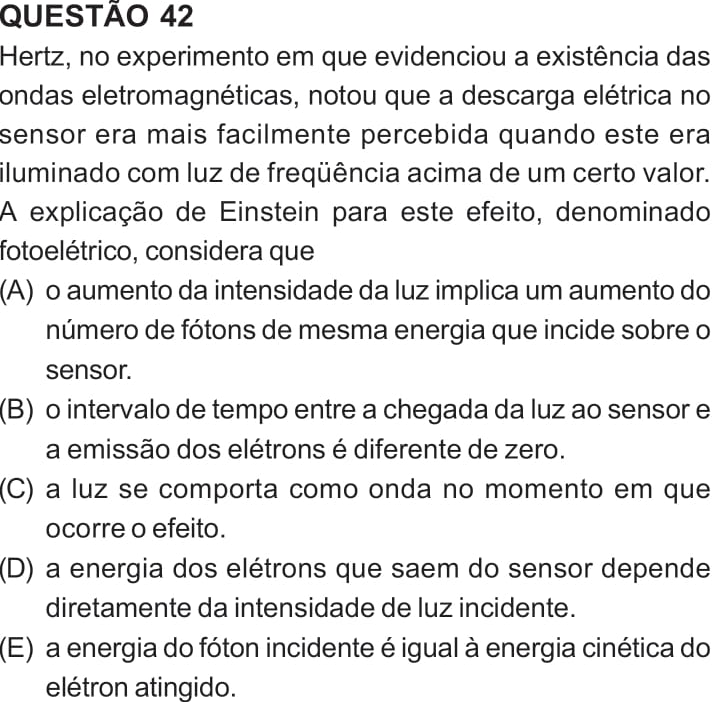 QUESTÃO 42
Hertz, no experimento em que evidenciou a existência das
ondas eletromagnéticas, notou que a descarga elétrica no
sensor era mais facilmente percebida quando este era
iluminado com luz de freqüência acima de um certo valor.
A explicação de Einstein para este efeito, denominado
fotoelétrico, considera que
(A) o aumento da intensidade da luz implica um aumento do
número de fótons de mesma energia que incide sobre o
sensor.
(B) o intervalo de tempo entre a chegada da luz ao sensor e
a emissão dos elétrons é diferente de zero.
(C) a luz se comporta como onda no momento em que
ocorre o efeito.
(D) a energia dos elétrons que saem do sensor depende
diretamente da intensidade de luz incidente.
(E) a energia do fóton incidente é igual à energia cinética do
elétron atingido.